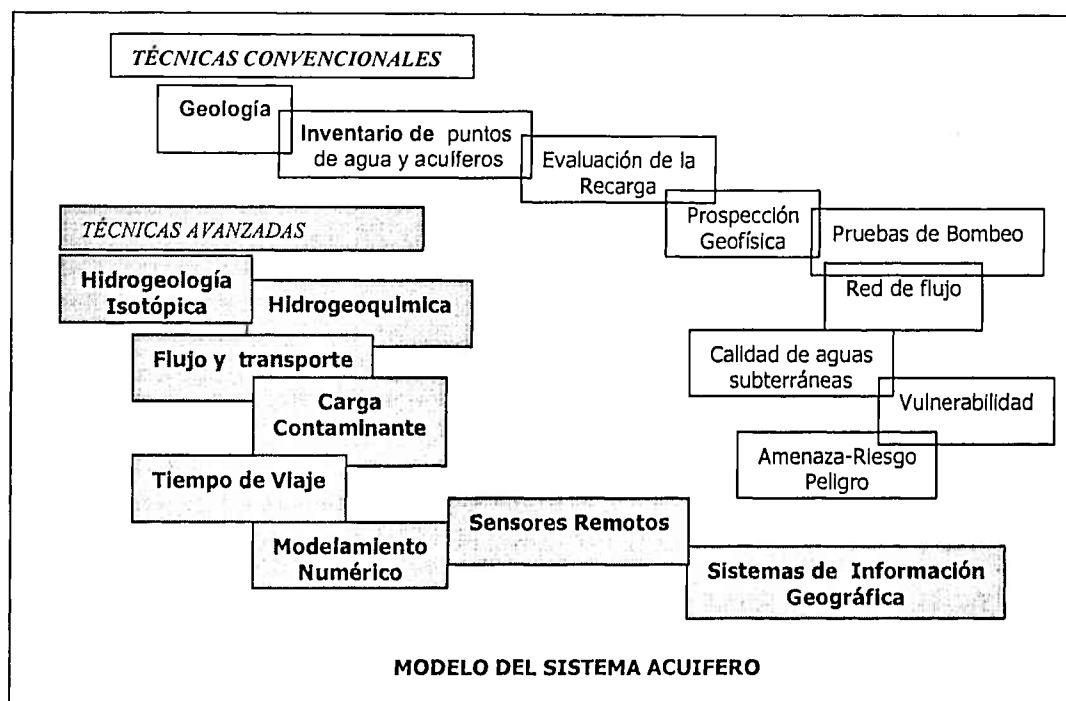 TÉCNICAS CONVENCIONALES
Geología
Inventario de puntos
de agua y acuíferos
Evaluación de la
Recarga
Prospección
Geofísica
Pruebas de Bombeo
Red de flujo
Calidad de aguas
subterráneas
Vulnerabilidad
Amenaza-Riesgo
Peligro
TÉCNICAS AVANZADAS
Hidrogeología
Isotópica
Hidrogeoquimica
Flujo y transporte
Carga
Contaminante
Tiempo de Viaje
Modelamiento
Numérico
Sensores Remotos
Sistemas de Información
Geográfica
MODELO DEL SISTEMA ACUIFERO